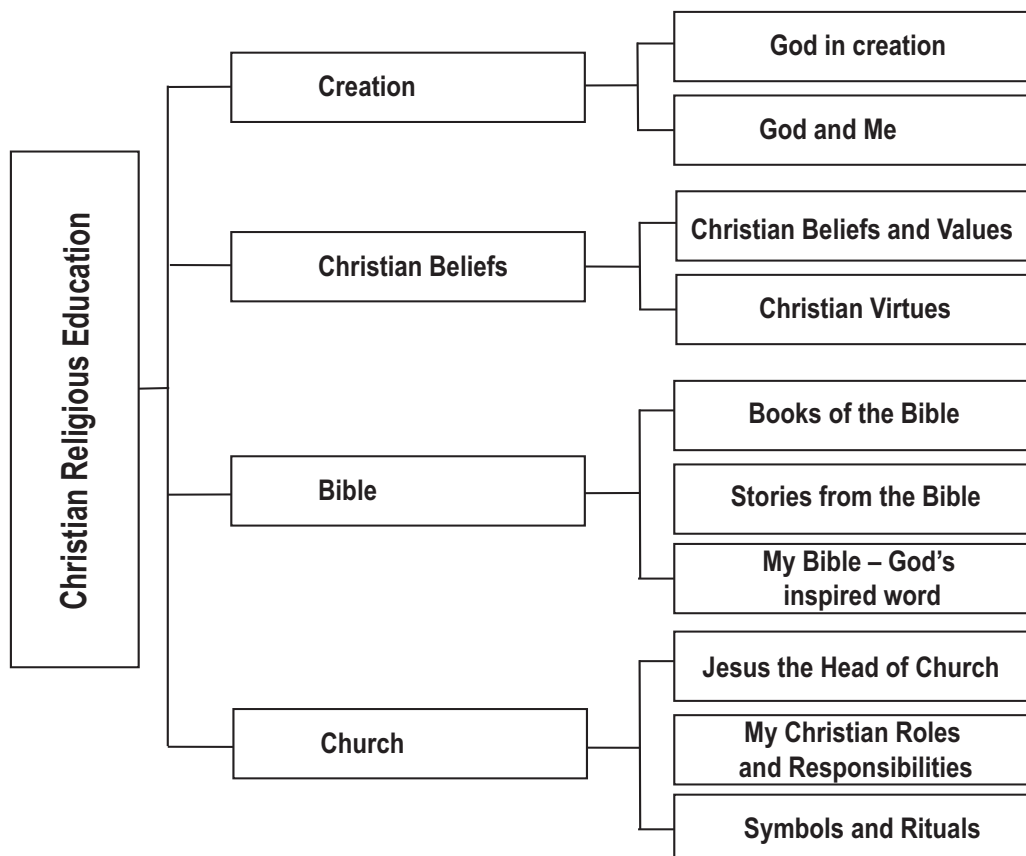 Christian Religious Education
Creation
God in creation
God and Me
Christian Beliefs
Christian Beliefs and Values
Christian Virtues
Bible
Books of the Bible
Stories from the Bible
My Bible – God’s
inspired word
Church
Jesus the Head of Church
My Christian Roles
and Responsibilities
Symbols and Rituals